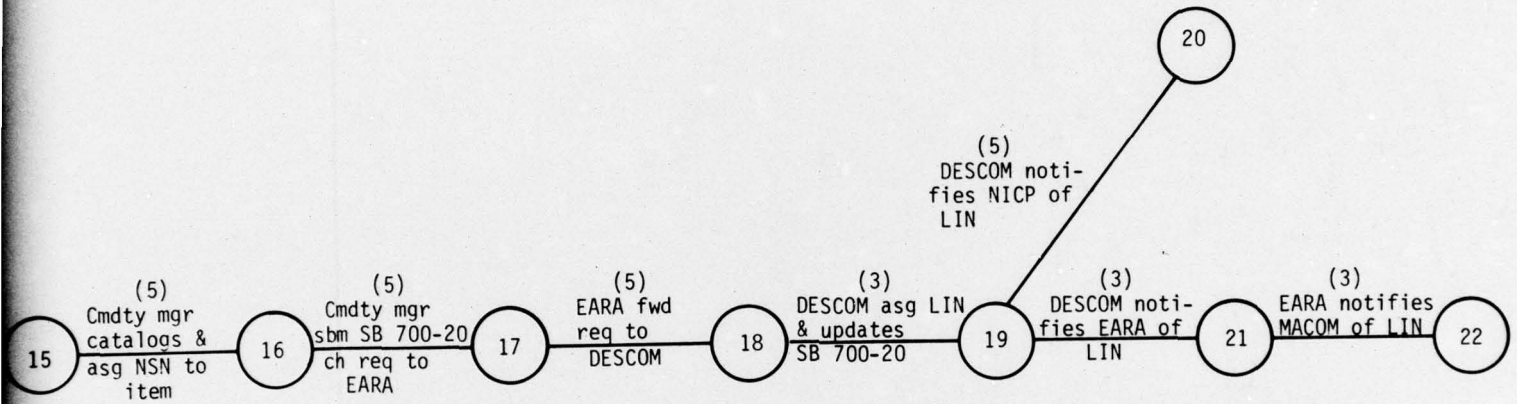 20
(5)
DESCOM noti-
fies NICP of
LIN
15
(5)
Cmdty mgr
catalogs &
asg NSN to
item
16
(5)
Cmdty mgr
sbm SB 700-20
ch req to
EARA
17
(5)
EARA fwd
req to
DESCOM
18
(3)
DESCOM asg LIN
& updates
SB 700-20
19
(3)
DESCOM noti-
fies EARA of
LIN
21
(3)
EARA notifies
MACOM of LIN
22